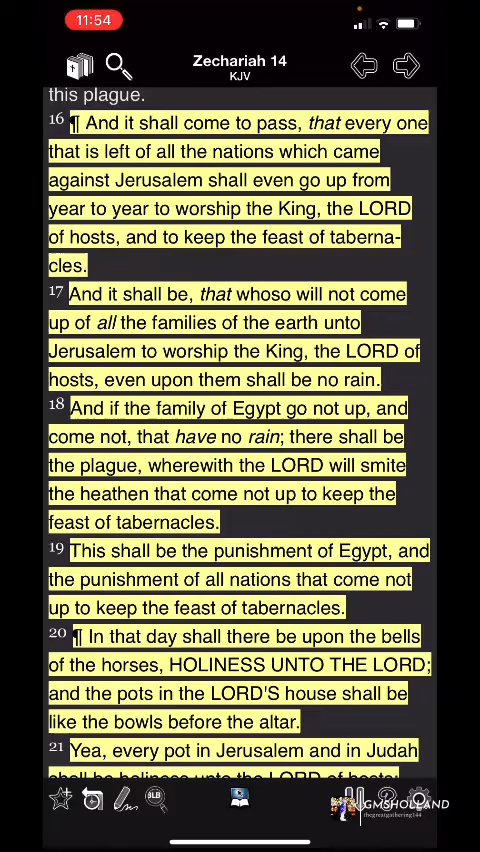 11:54
Zechariah 14
KJV
this plague.
16 ¶ And it shall come to pass, that every one
that is left of all the nations which came
against Jerusalem shall even go up from
year to year to worship the King, the LORD
of hosts, and to keep the feast of taberna-
cles.
17 And it shall be, that whoso will not come
up of all the families of the earth unto
Jerusalem to worship the King, the LORD of
hosts, even upon them shall be no rain.
18 And if the family of Egypt go not up, and
come not, that have no rain; there shall be
the plague, wherewith the LORD will smite
the heathen that come not up to keep the
feast of tabernacles.
19 This shall be the punishment of Egypt, and
the punishment of all nations that come not
up to keep the feast of tabernacles.
20 ¶ In that day shall there be upon the bells
of the horses, HOLINESS UNTO THE LORD;
and the pots in the LORD'S house shall be
like the bowls before the altar.
21 Yea, every pot in Jerusalem and in Judah
shall be holiness unto the LORD of hosts:
SLB
GMSHOLLAND
thegreatgathering144